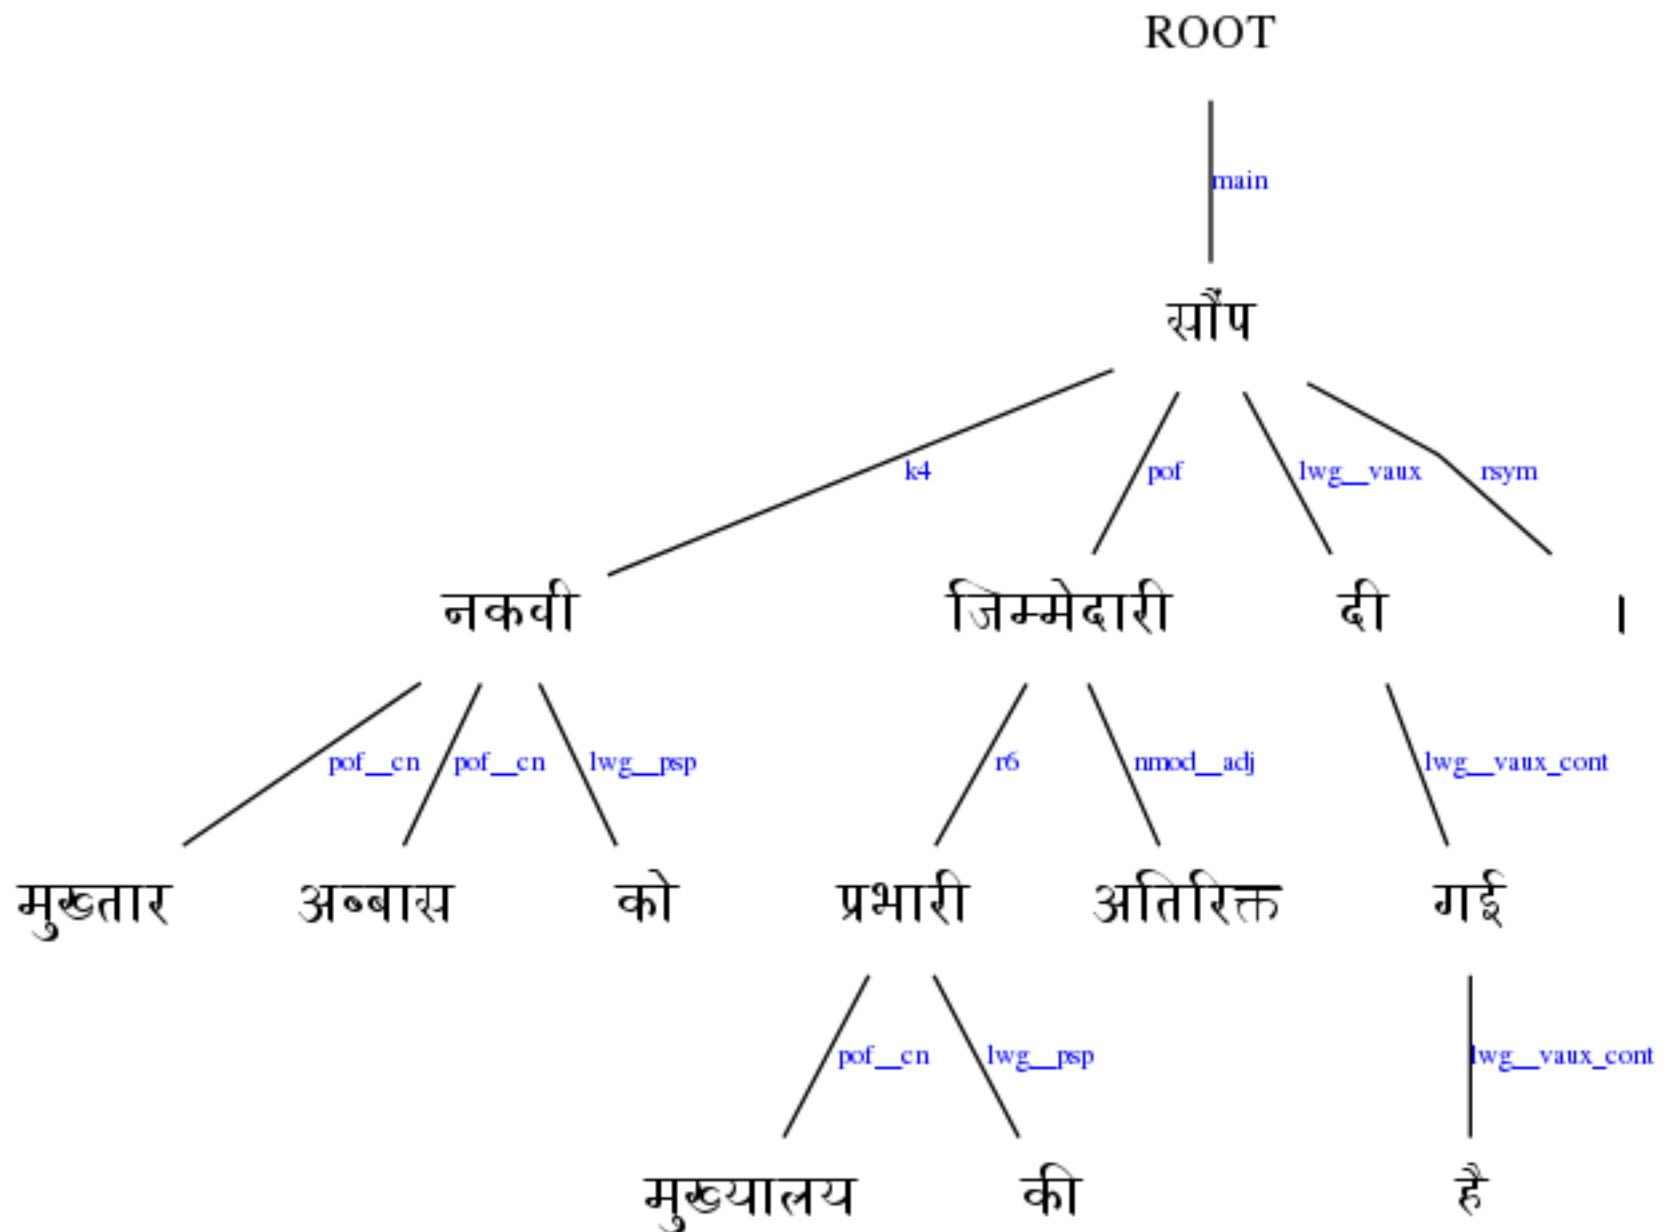 ROOT
main
सौंप
k4 pof lwg__vaux rsym
नकवी जिम्मेदारी दी ।
pof__cn pof__cn lwg__psp r6 nmod__adj lwg__vaux_cont
मुख्तार अब्बास को प्रभारी अतिरिक्त गई
pof__cn lwg__psp lwg__vaux_cont
मुख्यालय की है